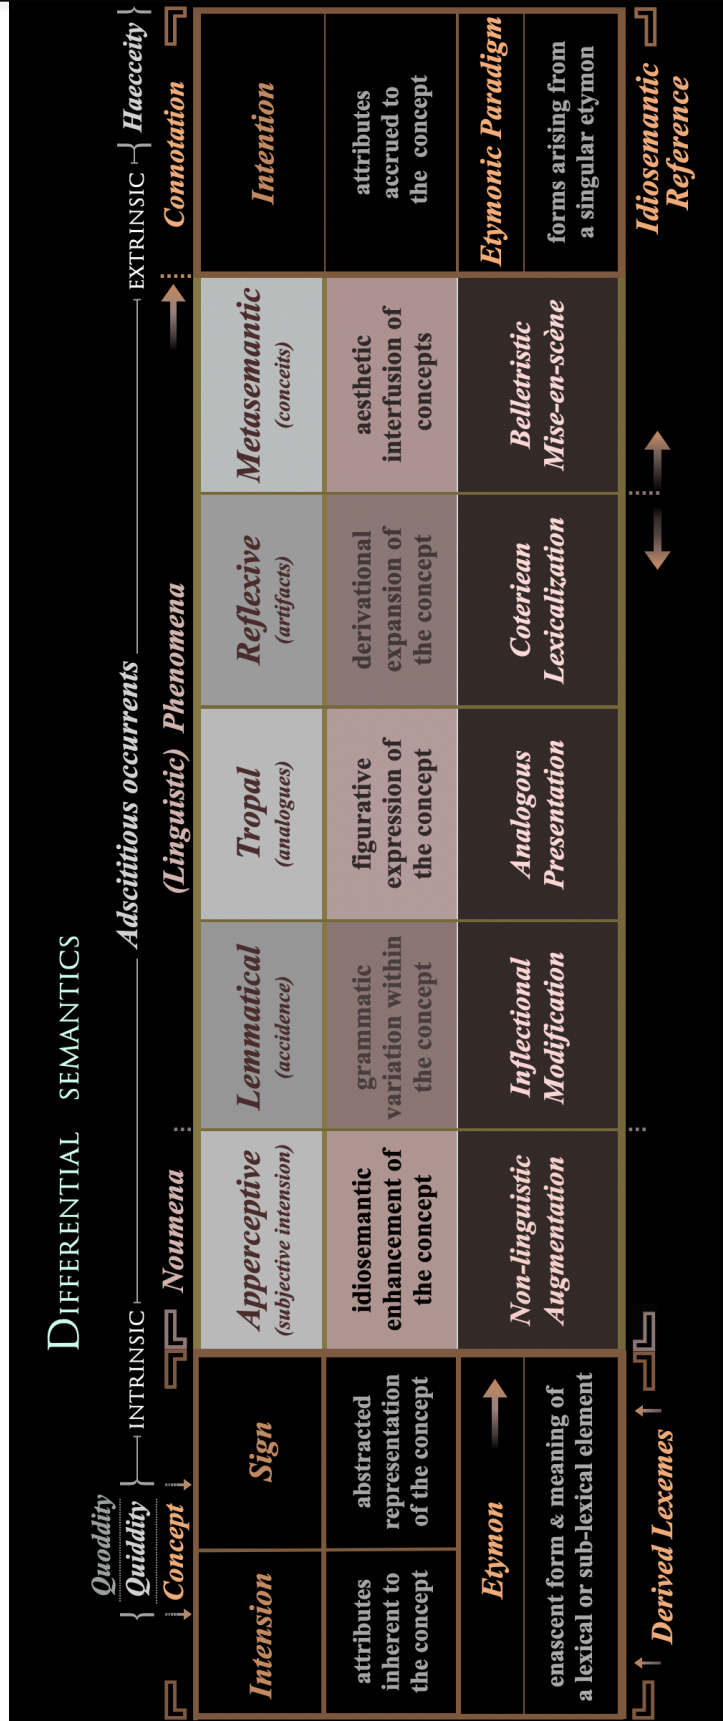 DIFFERENTIAL SEMANTICS
Quoddity
Quiddity
INTRINSIC
Adscititious occurrents
EXTRINSIC
Haecceity
Concept
Noumena
(Linguistic) Phenomena
Connotation
Intension
Sign
Apperceptive
(subjective intension)
Lemmatical
(accidence)
Tropal
(analogues)
Reflexive
(artifacts)
Metasemantic
(conceits)
Intention
attributes
inherent to
the concept
abstracted
representation
of the concept
idiosemantic
enhancement of
the concept
grammatic
variation within
the concept
figurative
expression of
the concept
derivational
expansion of
the concept
aesthetic
interfusion of
concepts
attributes
accrued to
the concept
Etymon
enascent form & meaning of
a lexical or sub-lexical element
Non-linguistic
Augmentation
Inflectional
Modification
Analogous
Presentation
Coteriean
Lexicalization
Belletristic
Mise-en-scène
Etymonic Paradigm
forms arising from
a singular etymon
Derived Lexemes
Idiosemantic
Reference